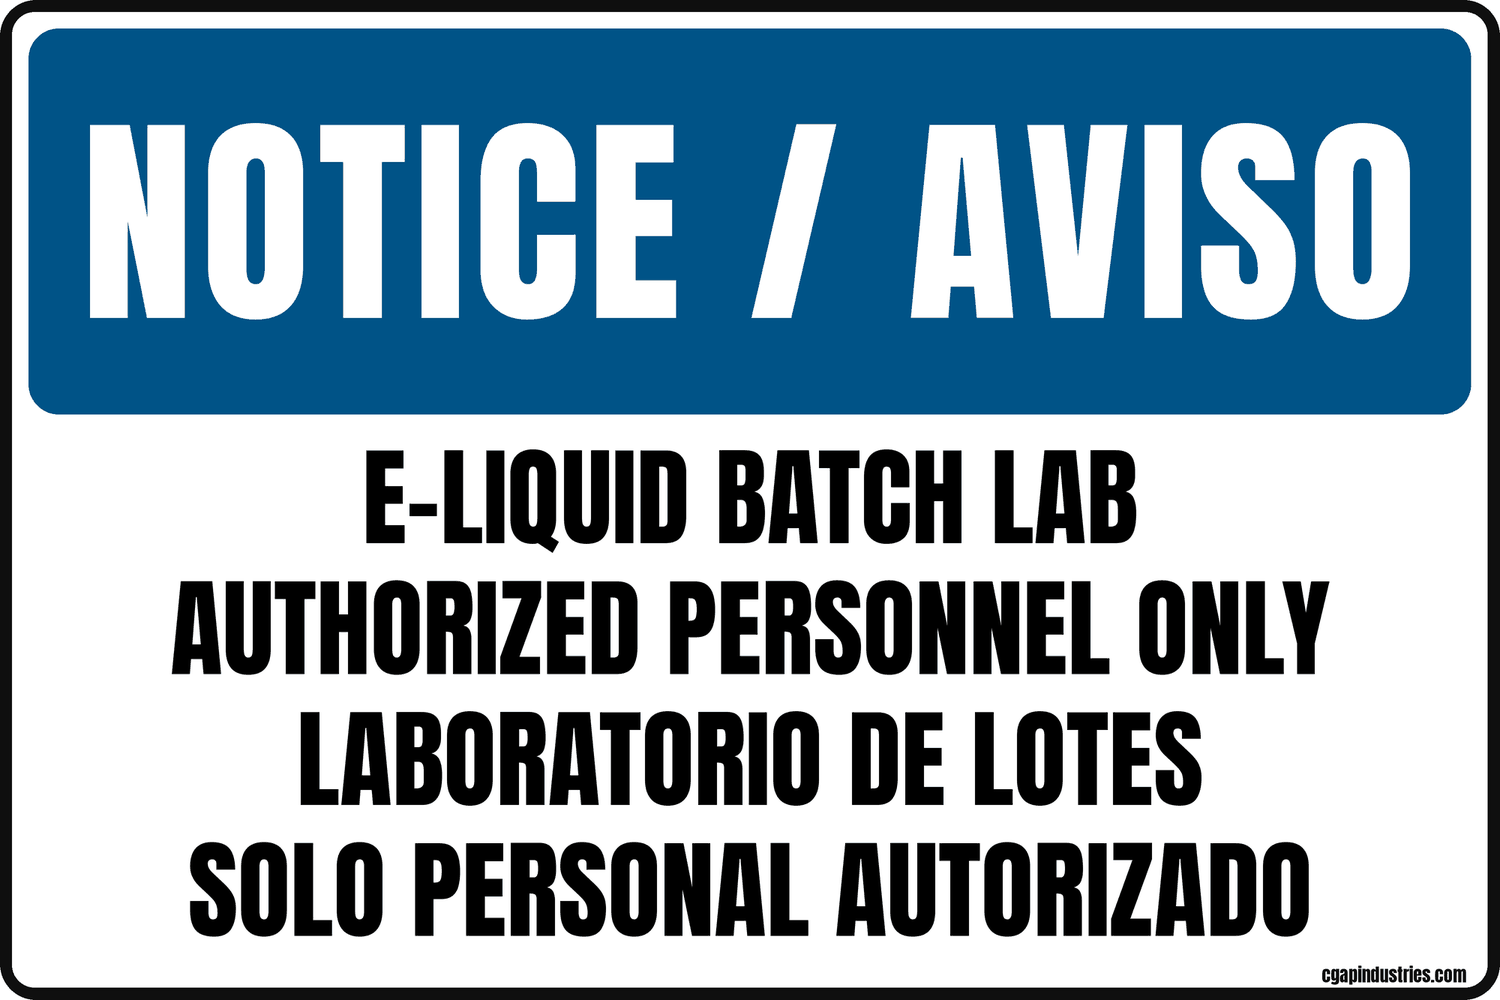 NOTICE / AVISO
E-LIQUID BATCH LAB
AUTHORIZED PERSONNEL ONLY
LABORATORIO DE LOTES
SOLO PERSONAL AUTORIZADO
cgapindustries.com